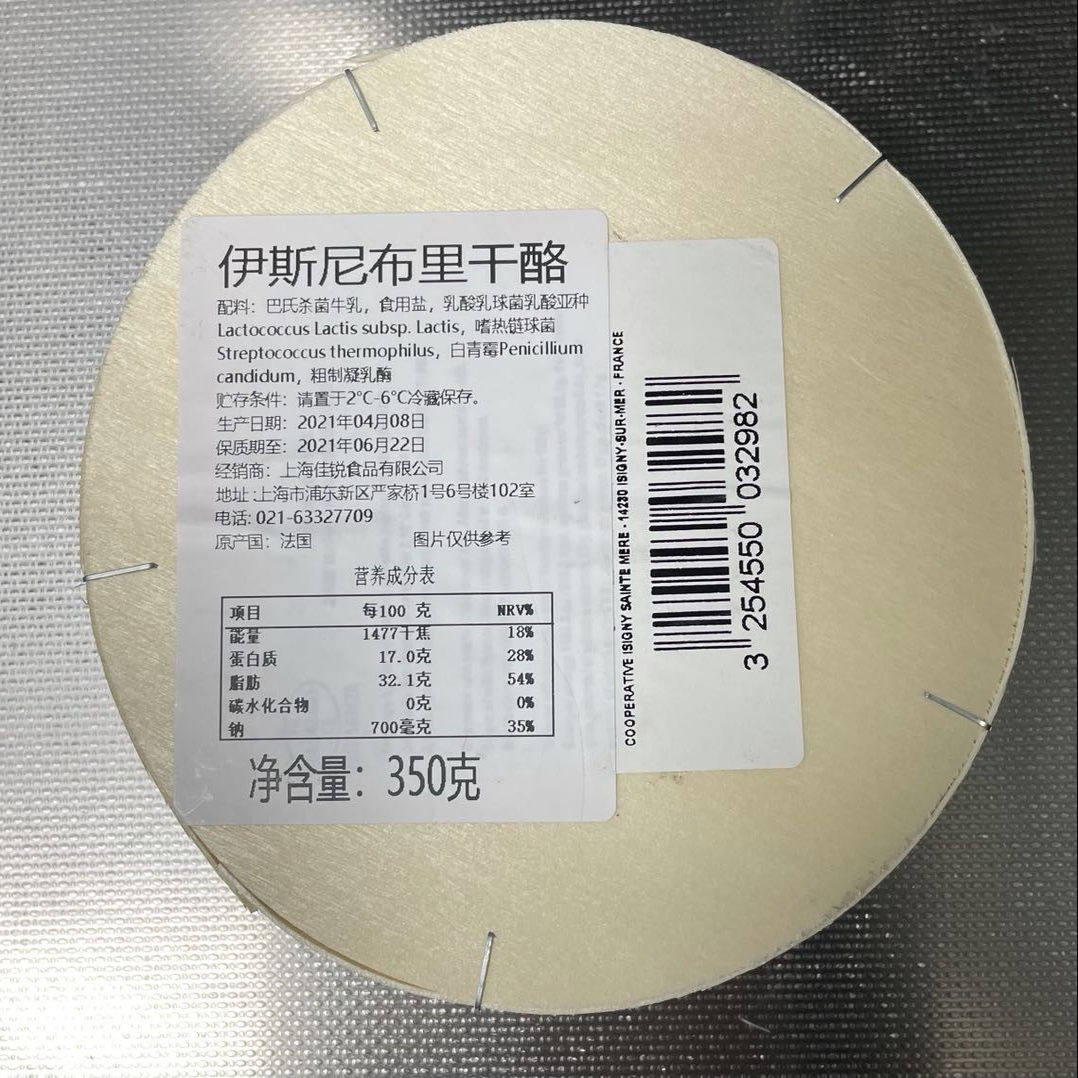 伊斯尼布里干酪
配料：巴氏杀菌牛乳，食用盐，乳酸乳球菌乳酸亚种
Lactococcus Lactis subsp. Lactis，嗜热链球菌
Streptococcus thermophilus，白青霉Penicillium
candidum，粗制凝乳酶
贮存条件：请置于2°C-6°C冷藏保存。
生产日期：2021年04月08日
保质期至：2021年06月22日
经销商：上海佳锐食品有限公司
地址:上海市浦东新区严家桥1号6号楼102室
电话: 021-63327709
原产国：法国 图片仅供参考
营养成分表
项目 每100 克 NRV%
能量 1477千焦 18%
蛋白质 17.0克 28%
脂肪 32.1克 54%
碳水化合物 0克 0%
钠 700毫克 35%
净含量：350克
COOPERATIVE ISIGNY SAINTE MERE · 14230 ISIGNY-SUR-MER · FRANCE
3 254550 032982